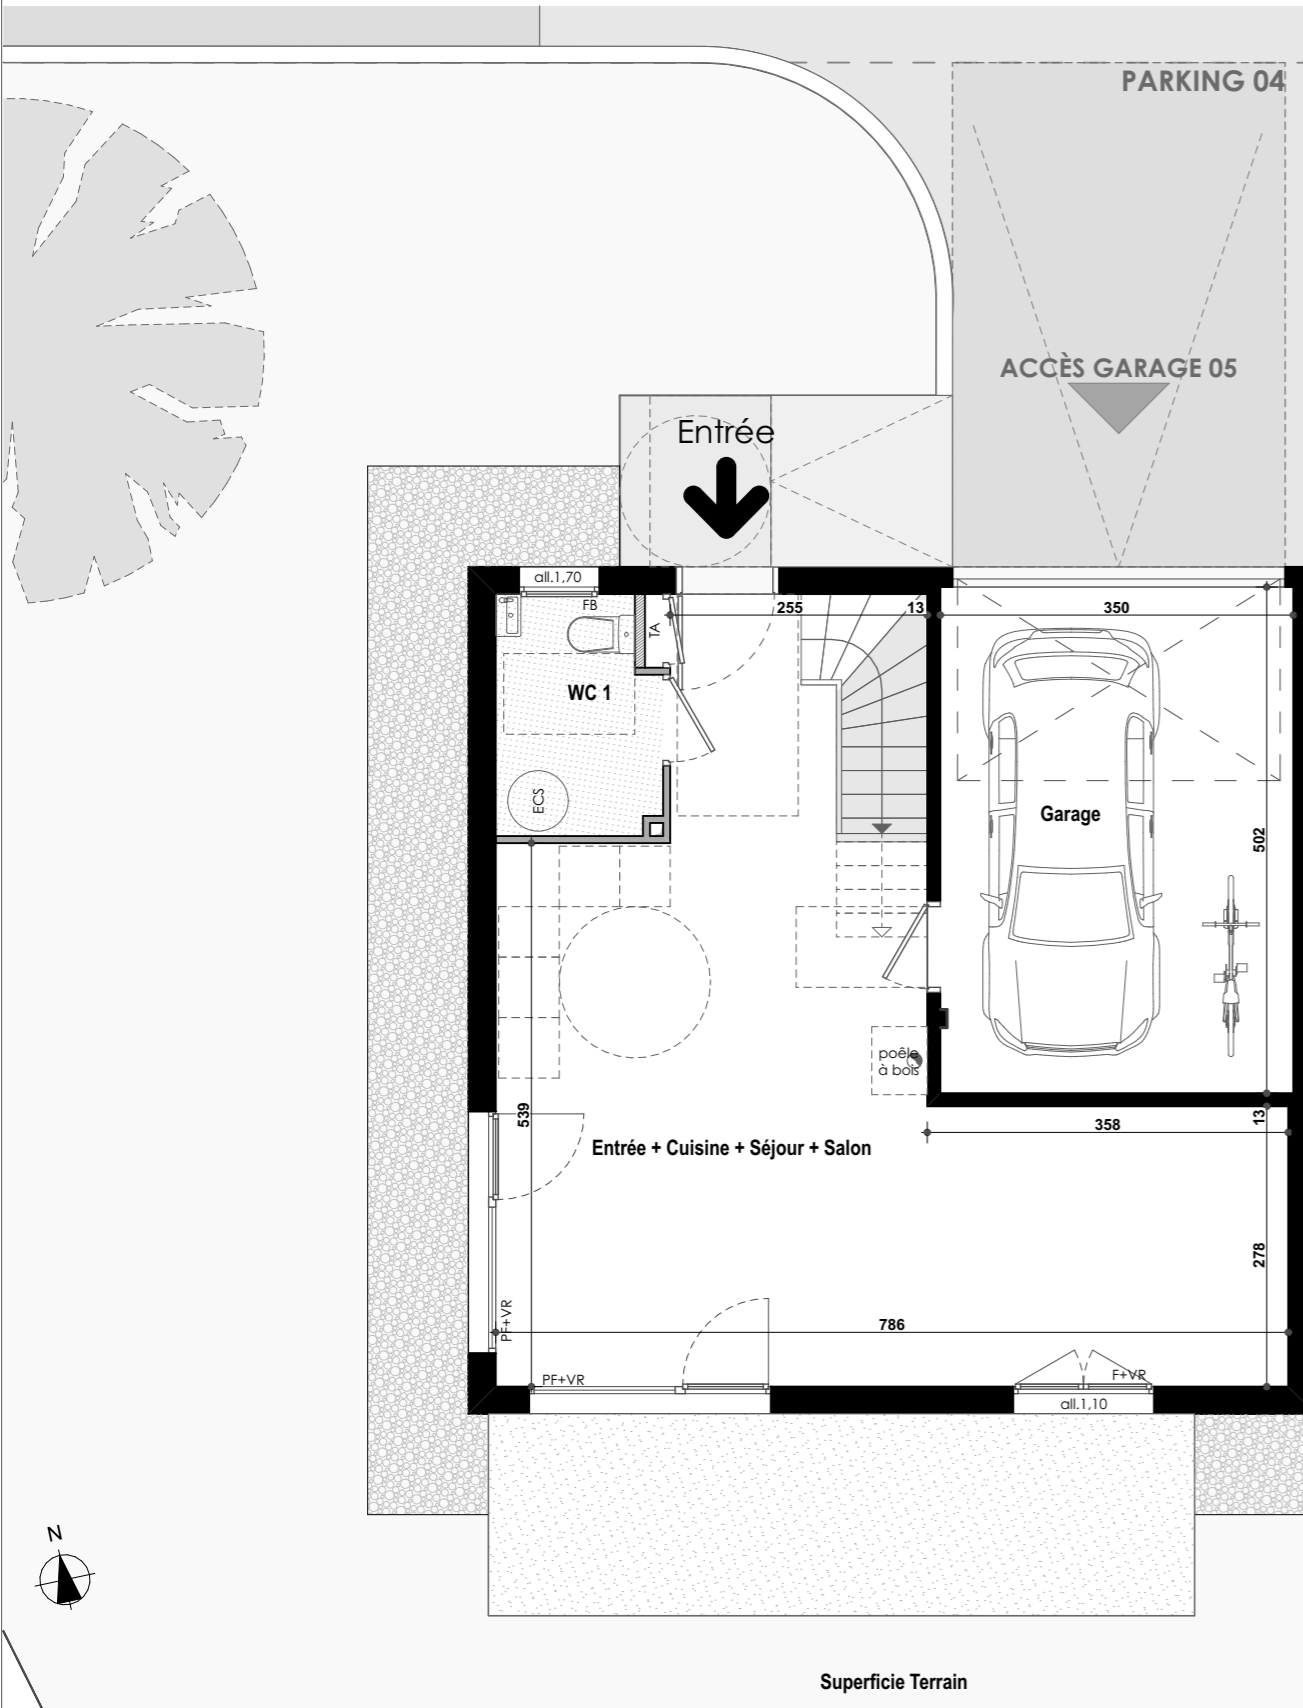 PARKING 04
ACCÈS GARAGE 05
Entrée
all.1,70
FB
TA
255
13
350
WC 1
ECS
Garage
502
poêle
à bois
539
13
358
Entrée + Cuisine + Séjour + Salon
278
PF+VR
786
PF+VR
F+VR
all.1,10
N
Superficie Terrain